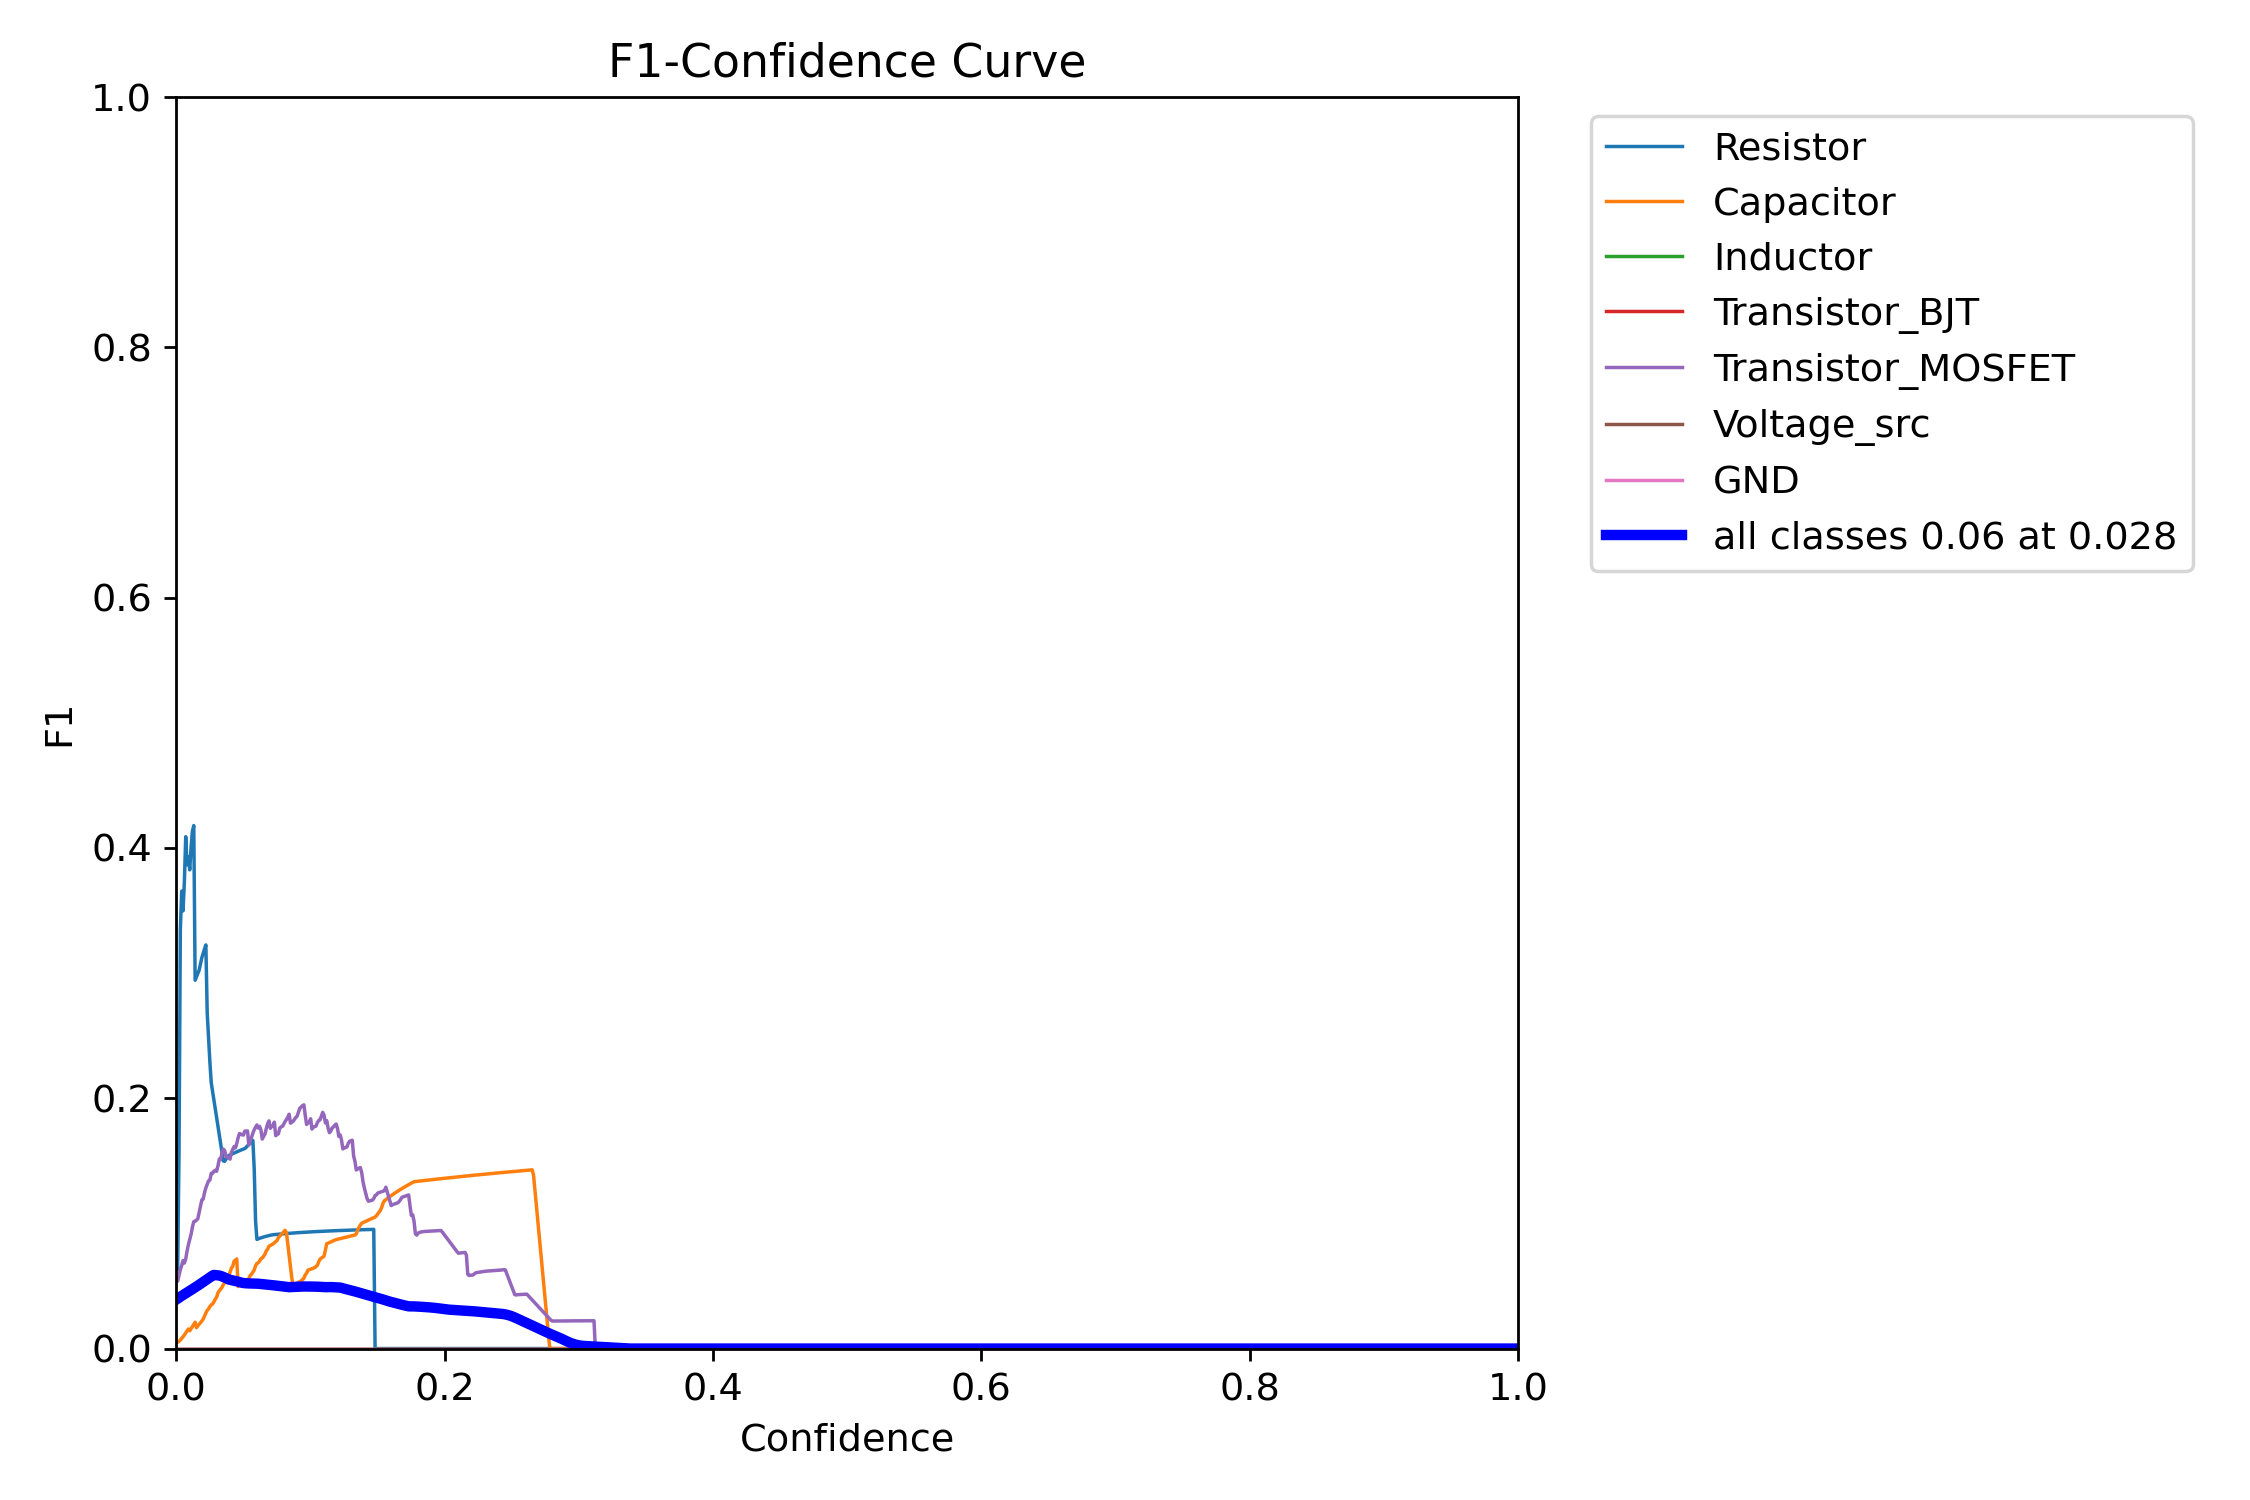 F1-Confidence Curve
1.0
0.8
0.6
0.4
0.2
0.0
F1
0.0 0.2 0.4 0.6 0.8 1.0
Confidence
Resistor
Capacitor
Inductor
Transistor_BJT
Transistor_MOSFET
Voltage_src
GND
all classes 0.06 at 0.028